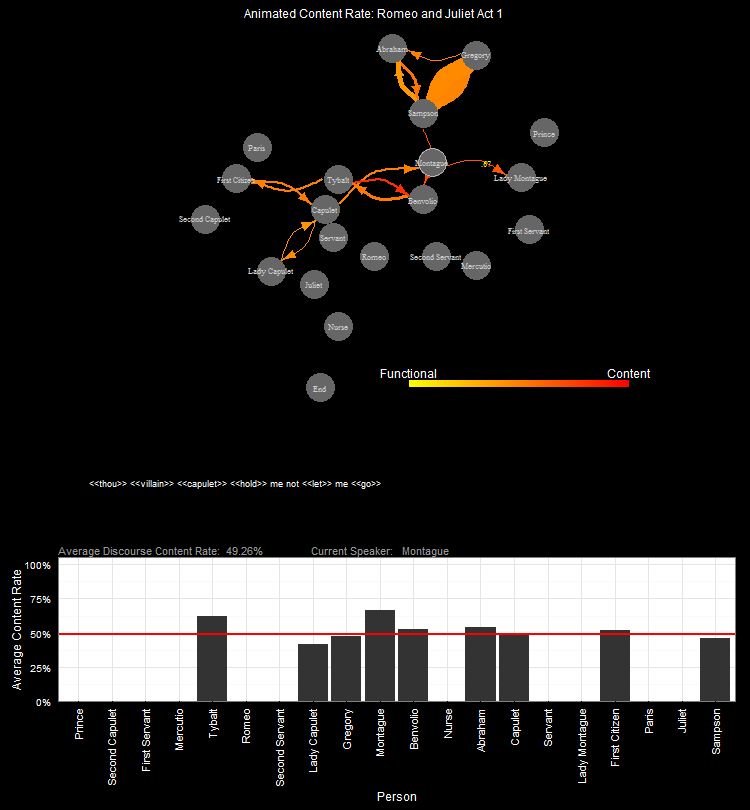 Animated Content Rate: Romeo and Juliet Act 1
Abraham
Gregory
Sampson
Prince
Paris
Montague
.67
First Citizen
Tybalt
Lady Montague
Benvolio
Second Capulet
Capulet
First Servant
Servant
Romeo
Second Servant
Mercutio
Lady Capulet
Juliet
Nurse
Functional
Content
End
<<thou>> <<villain>> <<capulet>> <<hold>> me not <<let>> me <<go>>
Average Discourse Content Rate: 49.26%
Current Speaker: Montague
Average Content Rate
100%
75%
50%
25%
0%
Prince
Second Capulet
First Servant
Mercutio
Tybalt
Romeo
Second Servant
Lady Capulet
Gregory
Montague
Benvolio
Nurse
Abraham
Capulet
Servant
Lady Montague
First Citizen
Paris
Juliet
Sampson
Person